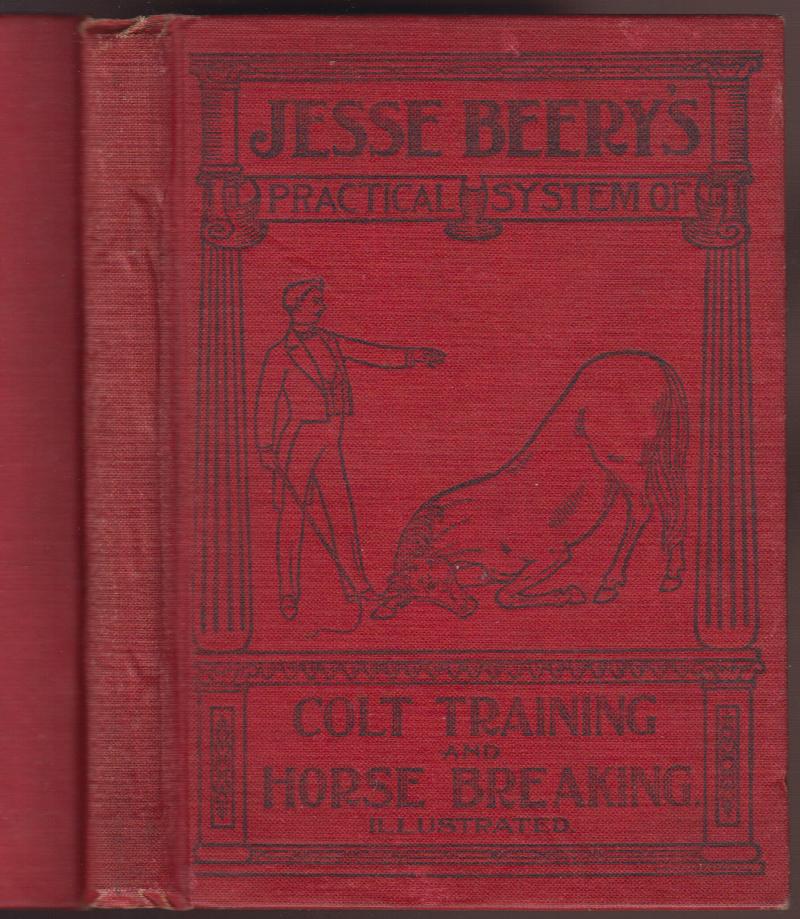 JESSE BEERY'S
PRACTICAL SYSTEM OF
COLT TRAINING
AND
HORSE BREAKING.
ILLUSTRATED.